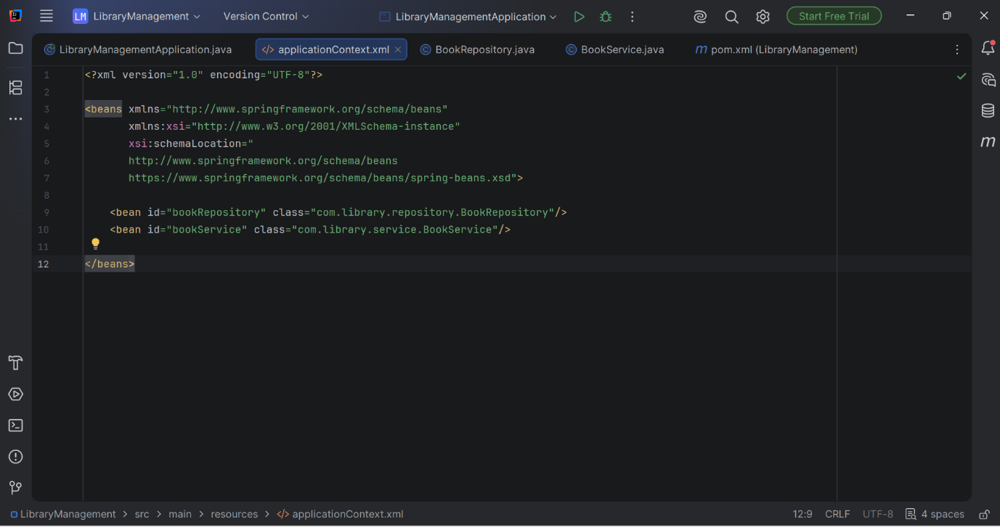 LM LibraryManagement Version Control LibraryManagementApplication Start Free Trial
LibraryManagementApplication.java applicationContext.xml BookRepository.java BookService.java m pom.xml (LibraryManagement)
1 <?xml version="1.0" encoding="UTF-8"?>
2
3 <beans xmlns="http://www.springframework.org/schema/beans"
4 xmlns:xsi="http://www.w3.org/2001/XMLSchema-instance"
5 xsi:schemaLocation="
6 http://www.springframework.org/schema/beans
7 https://www.springframework.org/schema/beans/spring-beans.xsd">
8
9 <bean id="bookRepository" class="com.library.repository.BookRepository"/>
10 <bean id="bookService" class="com.library.service.BookService"/>
11
12 </beans>
LibraryManagement > src > main > resources > applicationContext.xml 12:9 CRLF UTF-8 4 spaces